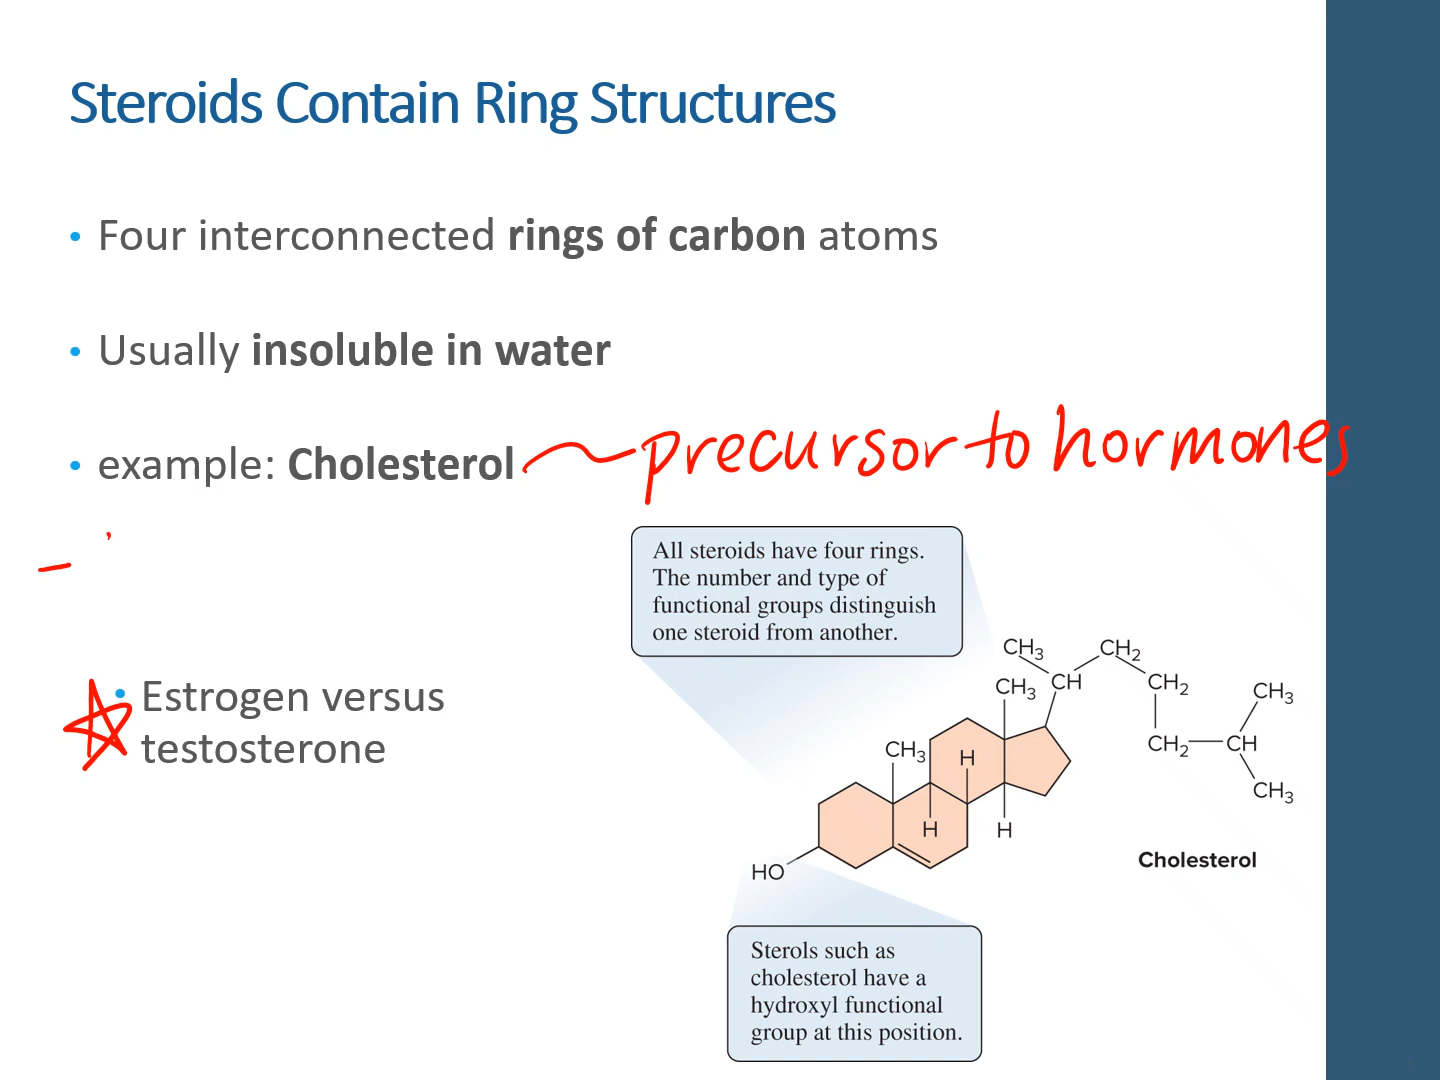 Steroids Contain Ring Structures
• Four interconnected rings of carbon atoms
• Usually insoluble in water
• example: Cholesterol precursor to hormones
All steroids have four rings.
The number and type of
functional groups distinguish
one steroid from another.
• Estrogen versus
testosterone
CH3
CH2
CH3
CH
CH2
CH3
CH3
H
CH2
CH
CH3
H
H
HO
Cholesterol
Sterols such as
cholesterol have a
hydroxyl functional
group at this position.